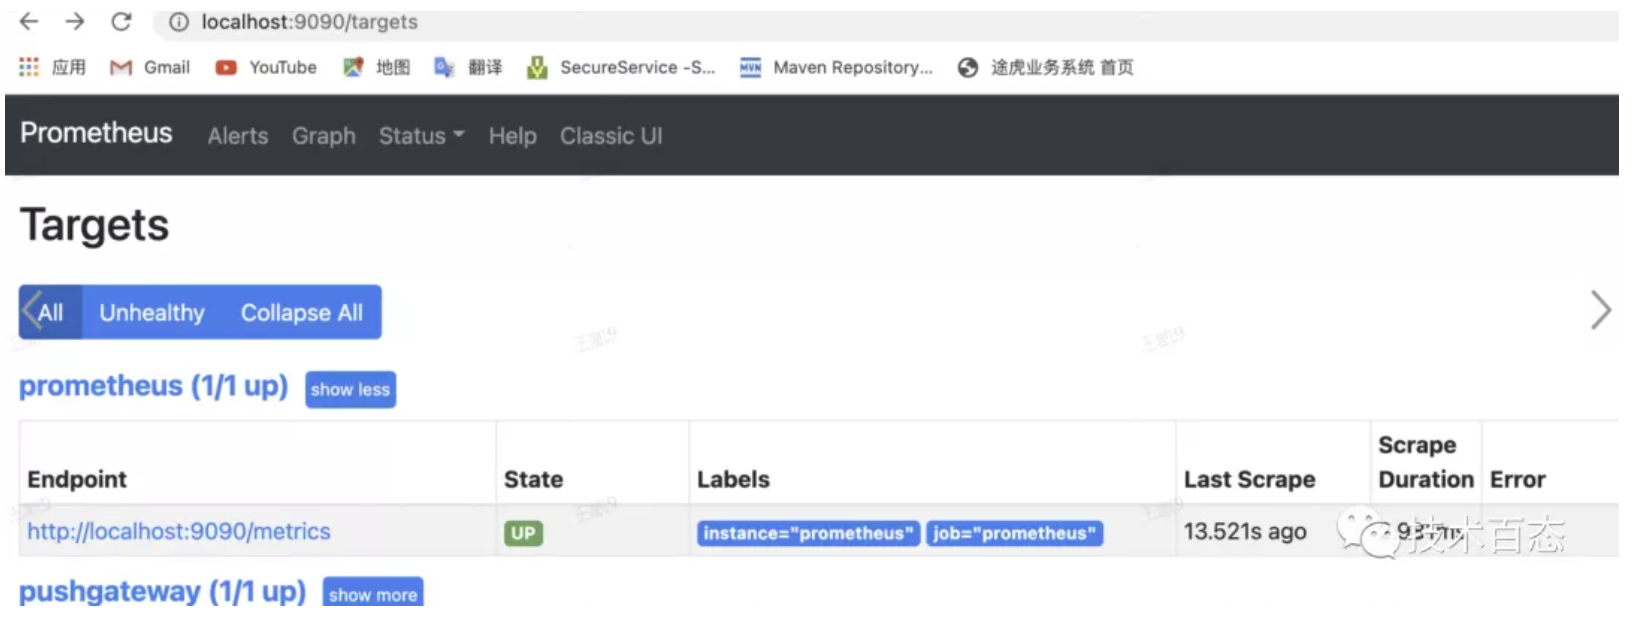 localhost:9090/targets
应用 Gmail YouTube 地图 翻译 SecureService -S... Maven Repository... 途虎业务系统 首页
Prometheus Alerts Graph Status Help Classic UI
Targets
All Unhealthy Collapse All
prometheus (1/1 up) show less
Endpoint State Labels Last Scrape Scrape Duration Error
http://localhost:9090/metrics UP instance="prometheus" job="prometheus" 13.521s ago
技术百态
pushgateway (1/1 up) show more